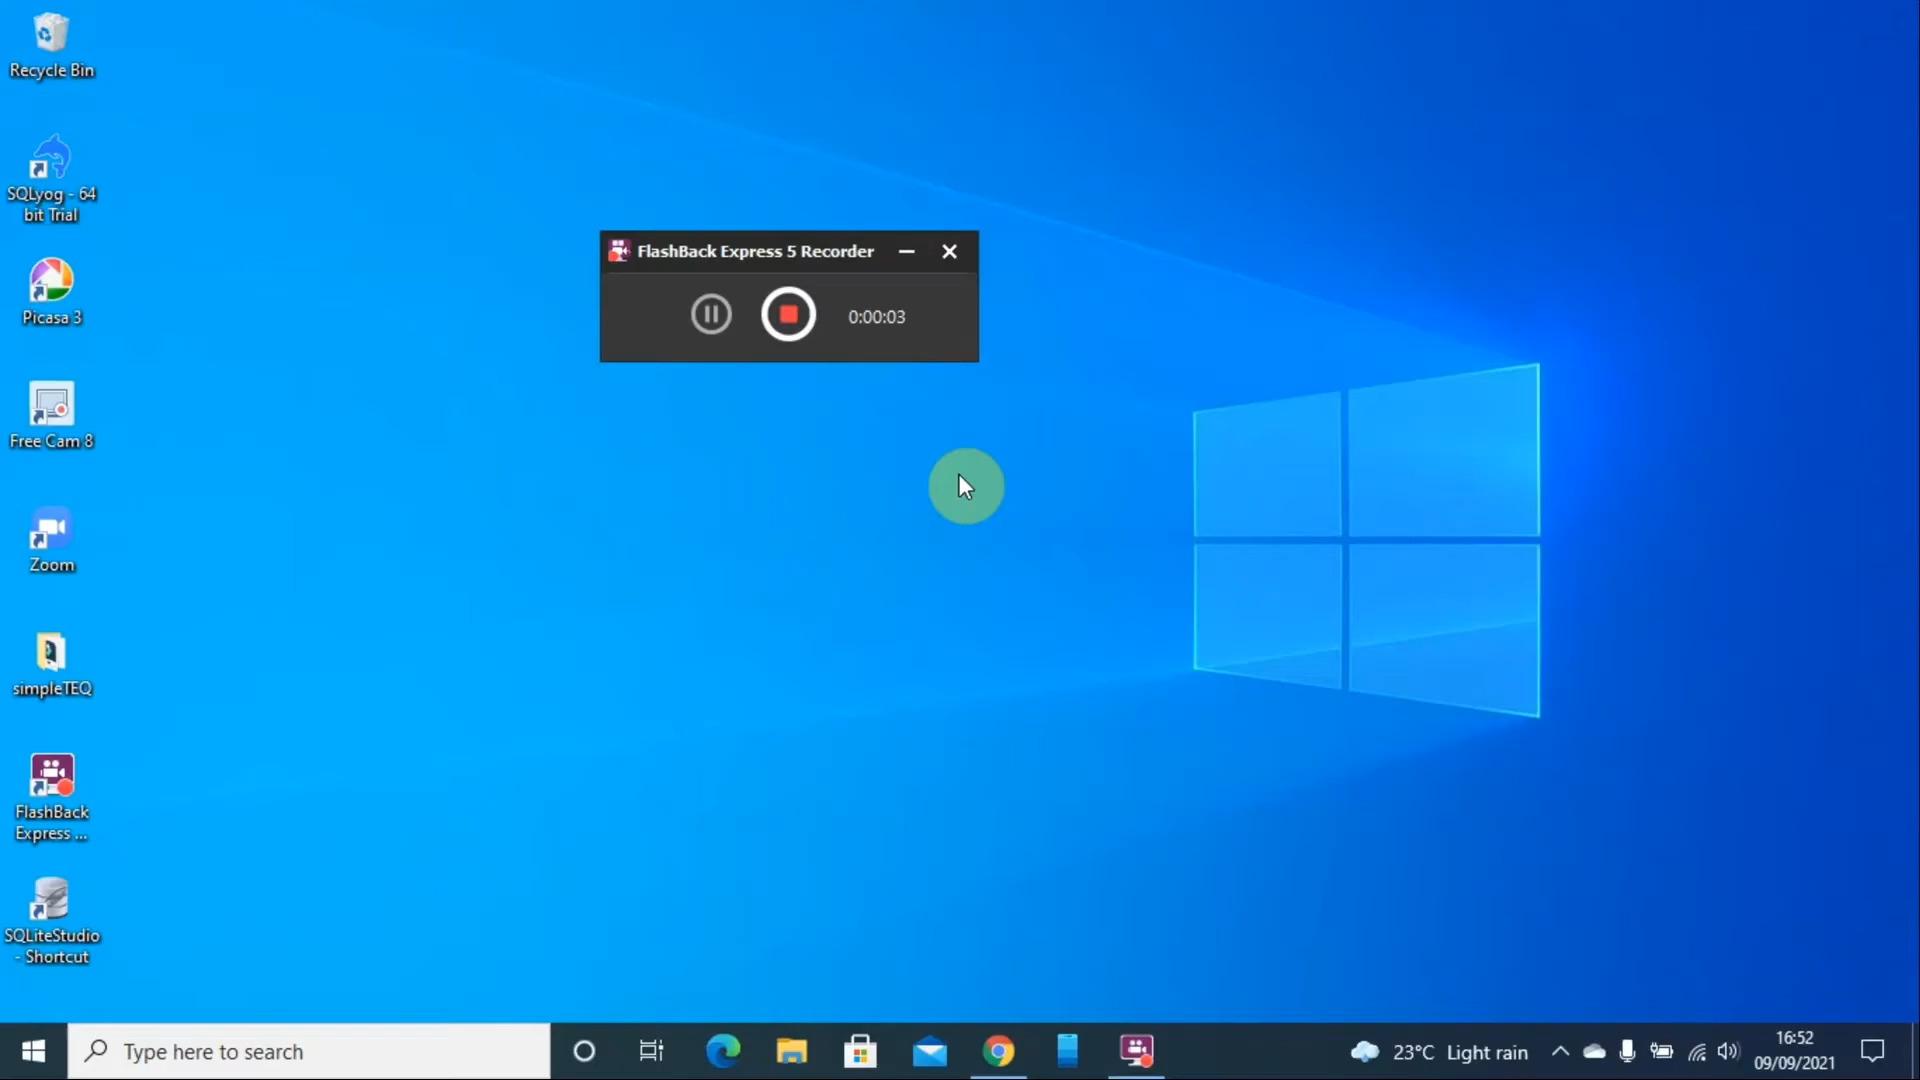 Recycle Bin
SQLyog - 64
bit Trial
Picasa 3
Free Cam 8
Zoom
simpleTEQ
FlashBack
Express ...
SQLiteStudio
- Shortcut
FlashBack Express 5 Recorder
0:00:03
Type here to search
23°C Light rain
16:52
09/09/2021